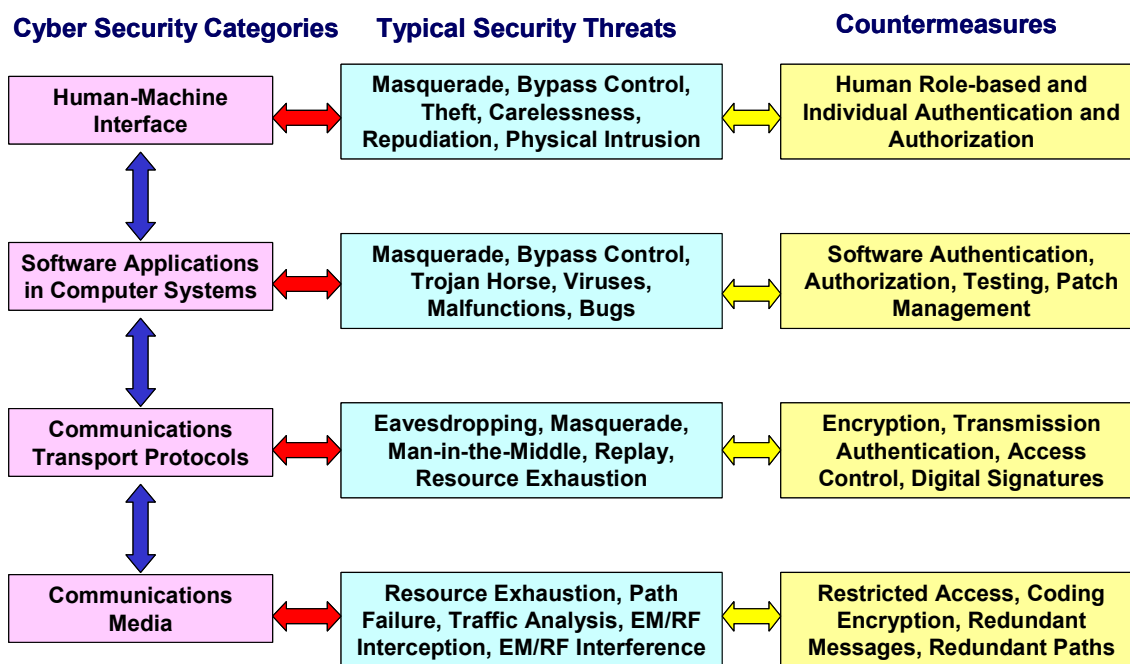 Cyber Security Categories
Typical Security Threats
Countermeasures
Human-Machine
Interface
Masquerade, Bypass Control,
Theft, Carelessness,
Repudiation, Physical Intrusion
Human Role-based and
Individual Authentication and
Authorization
Software Applications
in Computer Systems
Masquerade, Bypass Control,
Trojan Horse, Viruses,
Malfunctions, Bugs
Software Authentication,
Authorization, Testing, Patch
Management
Communications
Transport Protocols
Eavesdropping, Masquerade,
Man-in-the-Middle, Replay,
Resource Exhaustion
Encryption, Transmission
Authentication, Access
Control, Digital Signatures
Communications
Media
Resource Exhaustion, Path
Failure, Traffic Analysis, EM/RF
Interception, EM/RF Interference
Restricted Access, Coding
Encryption, Redundant
Messages, Redundant Paths